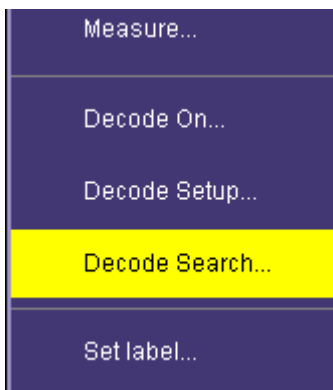 Measure...
Decode On...
Decode Setup...
Decode Search...
Set label...